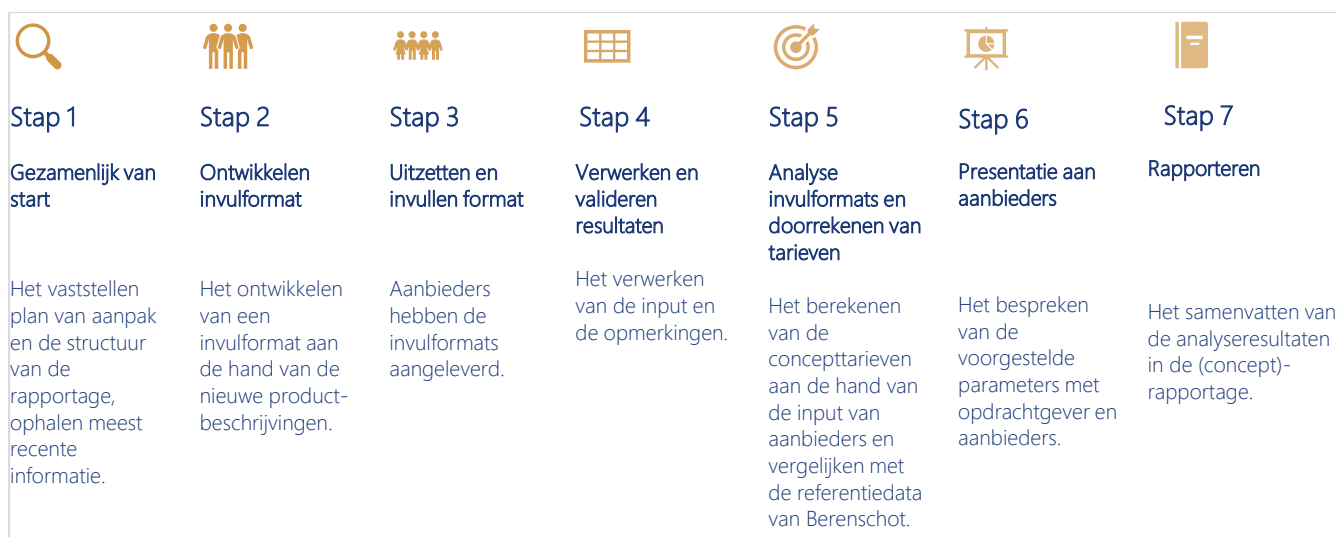 Stap 1
Gezamenlijk van
start
Het vaststellen
plan van aanpak
en de structuur
van de
rapportage,
ophalen meest
recente
informatie.
Stap 2
Ontwikkelen
invulformat
Het ontwikkelen
van een
invulformat aan
de hand van de
nieuwe product-
beschrijvingen.
Stap 3
Uitzetten en
invullen format
Aanbieders
hebben de
invulformats
aangeleverd.
Stap 4
Verwerken en
valideren
resultaten
Het verwerken
van de input en
de opmerkingen.
Stap 5
Analyse
invulformats en
doorrekenen van
tarieven
Het berekenen
van de
concepttarieven
aan de hand van
de input van
aanbieders en
vergelijken met
de referentiedata
van Berenschot.
Stap 6
Presentatie aan
aanbieders
Het bespreken
van de
voorgestelde
parameters met
opdrachtgever en
aanbieders.
Stap 7
Rapporteren
Het samenvatten van
de analyseresultaten
in de (concept)-
rapportage.